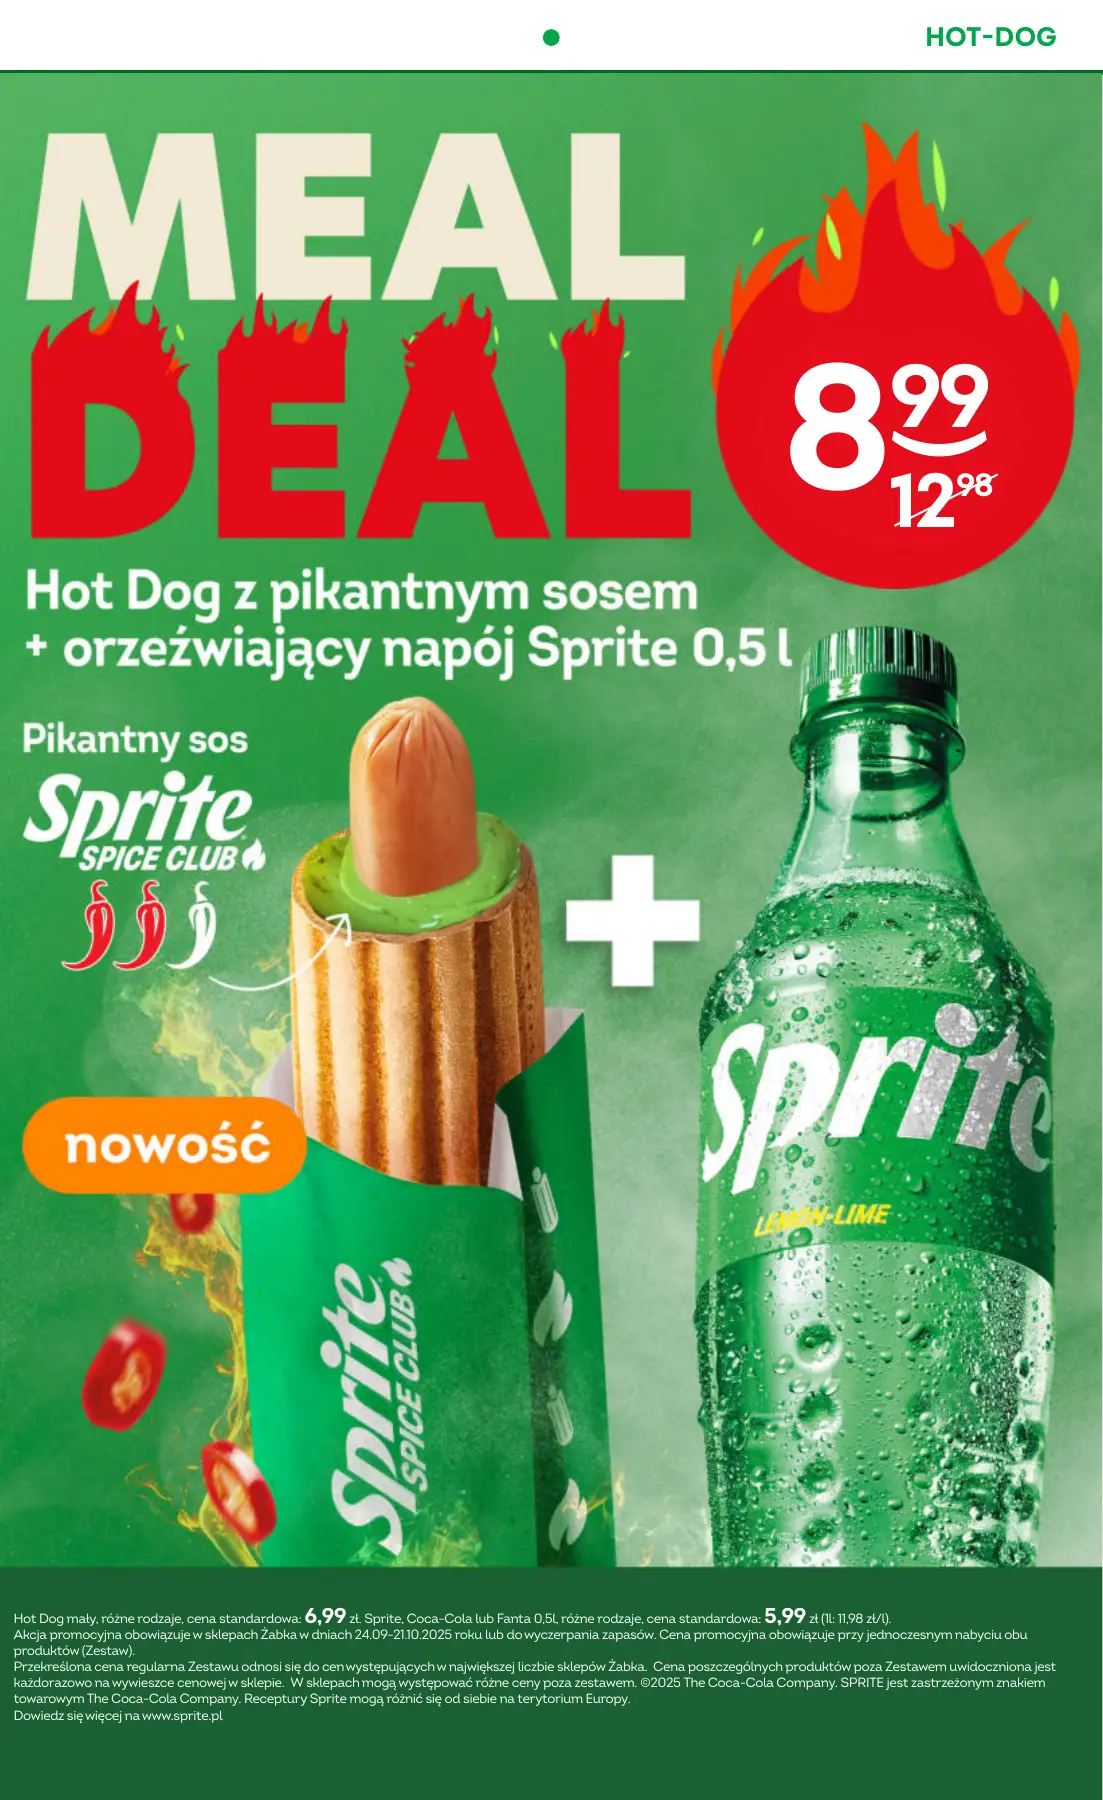 HOT-DOG
MEAL
DEAL
8 99
12 98
Hot Dog z pikantnym sosem
+ orzeźwiający napój Sprite 0,5 l
Pikantny sos
Sprite
SPICE CLUB
+
Sprite
LEMON-LIME
nowość
Sprite
SPICE CLUB
Hot Dog mały, różne rodzaje, cena standardowa: 6,99 zł. Sprite, Coca-Cola lub Fanta 0,5l, różne rodzaje, cena standardowa: 5,99 zł (1l: 11,98 zł/l).
Akcja promocyjna obowiązuje w sklepach Żabka w dniach 24.09-21.10.2025 roku lub do wyczerpania zapasów. Cena promocyjna obowiązuje przy jednoczesnym nabyciu obu
produktów (Zestaw).
Przekreślona cena regularna Zestawu odnosi się do cen występujących w największej liczbie sklepów Żabka. Cena poszczególnych produktów poza Zestawem uwidoczniona jest
każdorazowo na wywieszce cenowej w sklepie. W sklepach mogą występować różne ceny poza zestawem. ©2025 The Coca-Cola Company. SPRITE jest zastrzeżonym znakiem
towarowym The Coca-Cola Company. Receptury Sprite mogą różnić się od siebie na terytorium Europy.
Dowiedz się więcej na www.sprite.pl